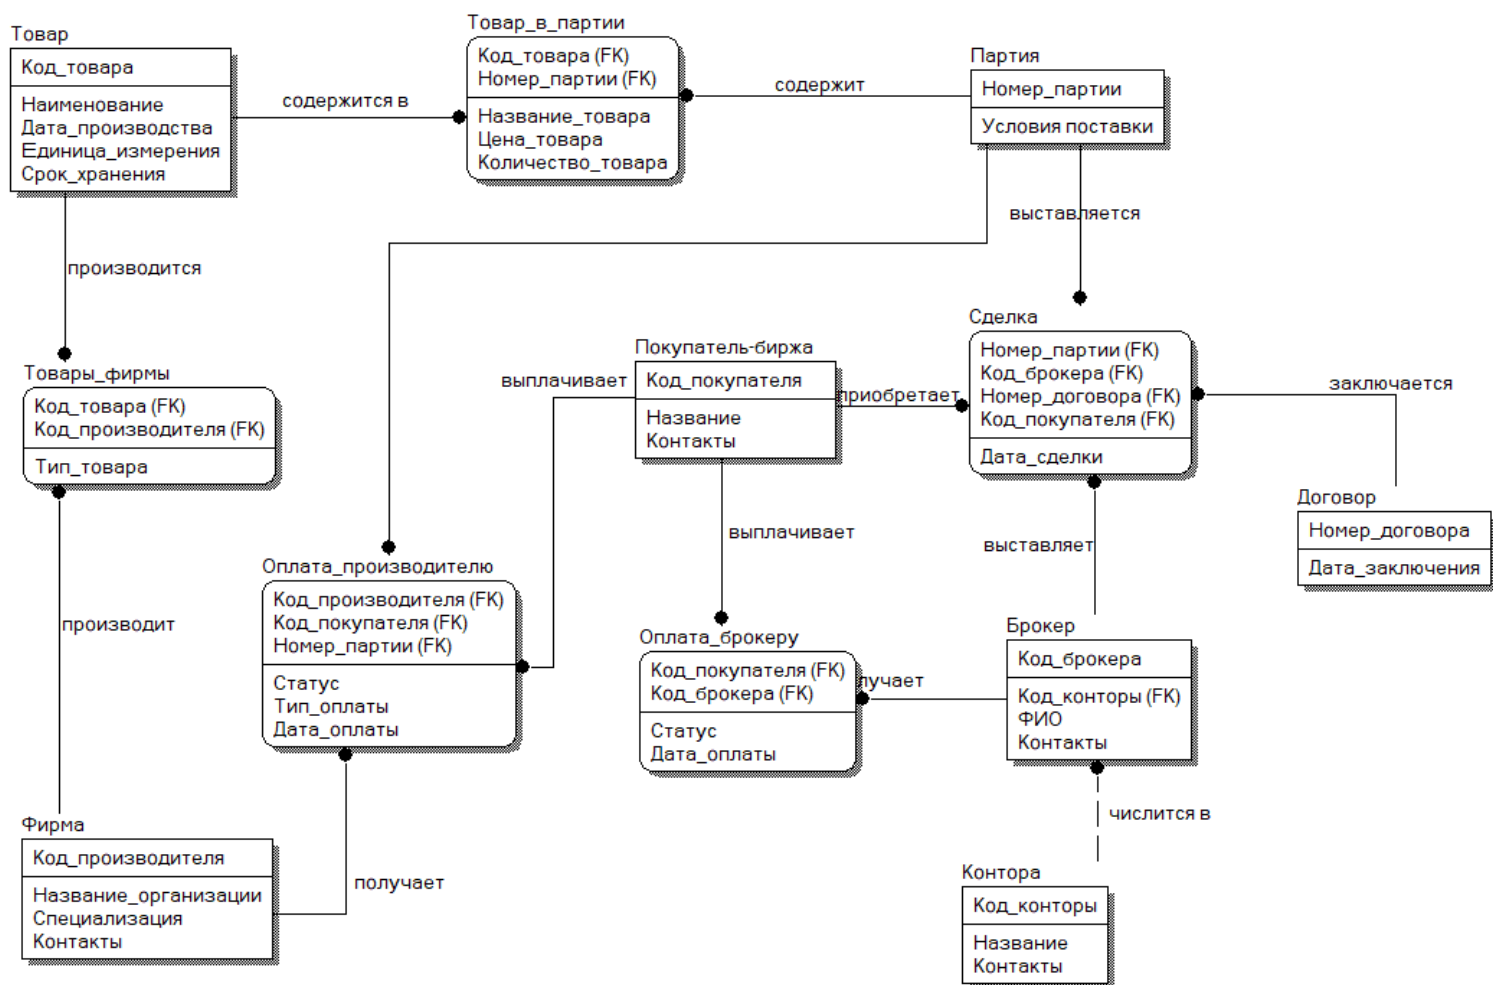 Товар
Код_товара
Наименование
Дата_производства
Единица_измерения
Срок_хранения
содержится в
Товар_в_партии
Код_товара (FK)
Номер_партии (FK)
Название_товара
Цена_товара
Количество_товара
содержит
Партия
Номер_партии
Условия поставки
выставляется
производится
Товары_фирмы
Код_товара (FK)
Код_производителя (FK)
Тип_товара
выплачивает
Покупатель-биржа
Код_покупателя
Название
Контакты
приобретает
Сделка
Номер_партии (FK)
Код_брокера (FK)
Номер_договора (FK)
Код_покупателя (FK)
Дата_сделки
заключается
Договор
Номер_договора
Дата_заключения
выплачивает
выставляет
производит
Оплата_производителю
Код_производителя (FK)
Код_покупателя (FK)
Номер_партии (FK)
Статус
Тип_оплаты
Дата_оплаты
Оплата_брокеру
Код_покупателя (FK)
Код_брокера (FK)
Статус
Дата_оплаты
лучает
Брокер
Код_брокера
Код_конторы (FK)
ФИО
Контакты
числится в
Фирма
Код_производителя
Название_организации
Специализация
Контакты
получает
Контора
Код_конторы
Название
Контакты